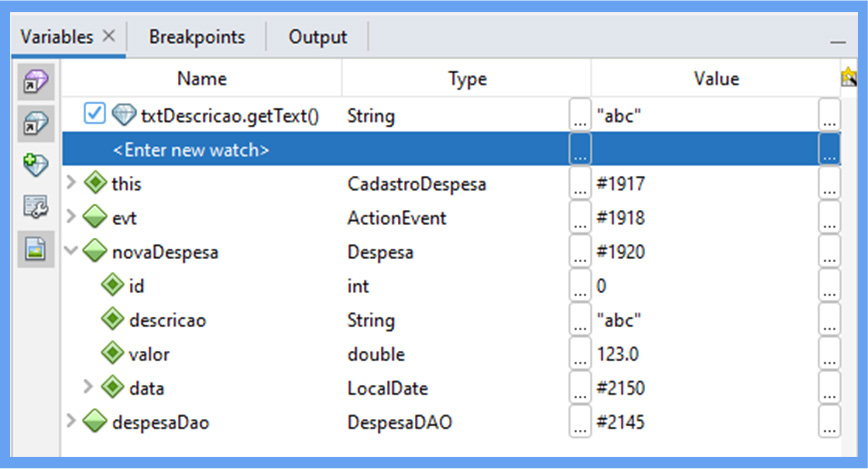 Variables Breakpoints Output
Name Type Value
txtDescricao.getText() String ... "abc" ...
<Enter new watch> ... ...
this CadastroDespesa ... #1917 ...
evt ActionEvent ... #1918 ...
novaDespesa Despesa ... #1920 ...
id int ... 0 ...
descricao String ... "abc" ...
valor double ... 123.0 ...
data LocalDate ... #2150 ...
despesaDao DespesaDAO ... #2145 ...